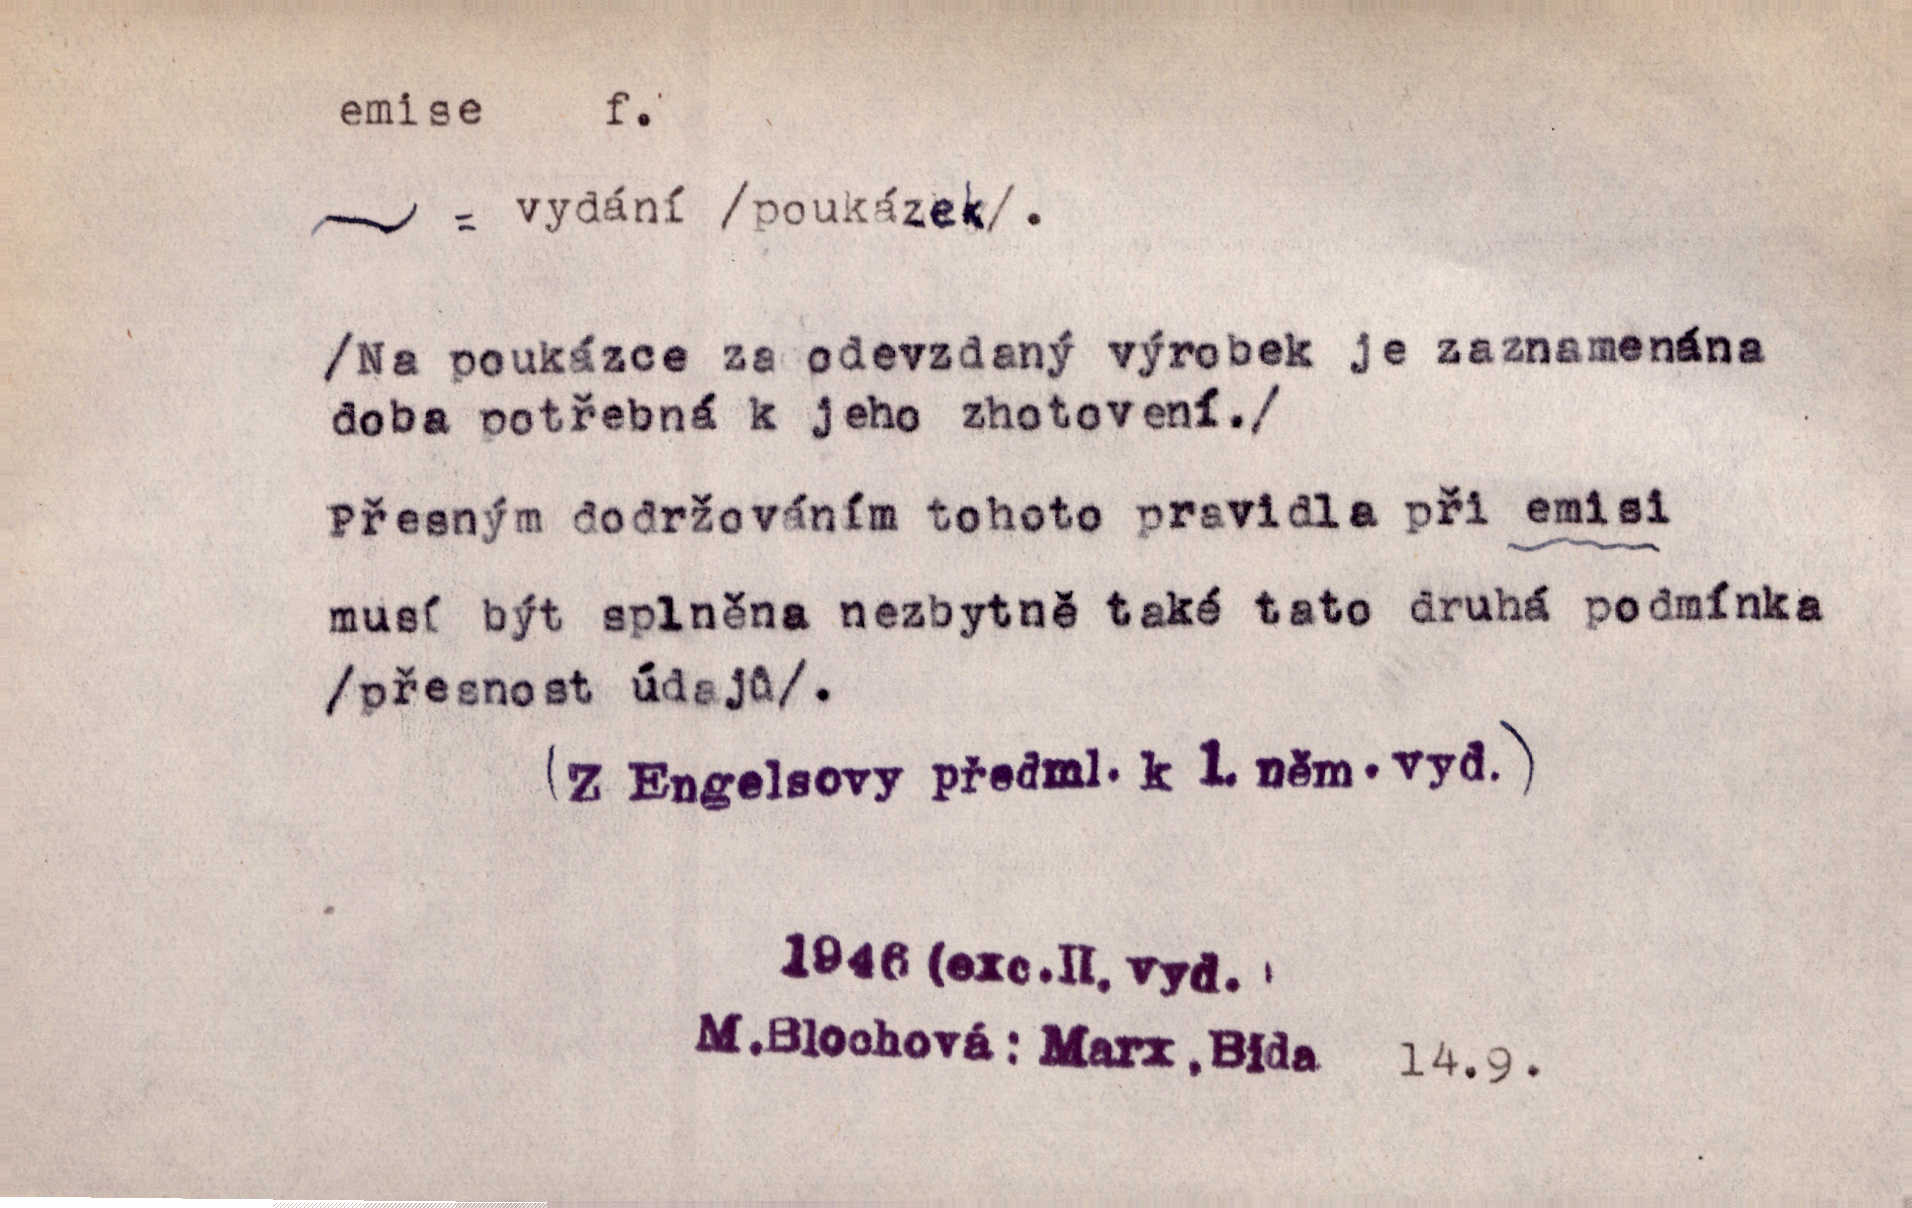 emise f.
~ = vydání /poukázek/.
/Na poukázce za odevzdaný výrobek je zaznamenána
doba potřebná k jeho zhotovení./
Přesným dodržováním tohoto pravidla při emisi
musí být splněna nezbytně také tato druhá podmínka
/přesnost údajů/.
(Z Engelsovy předml. k 1. něm. vyd.)
1946 (exc. II. vyd.
M. Blochová: Marx, Bída 14.9.